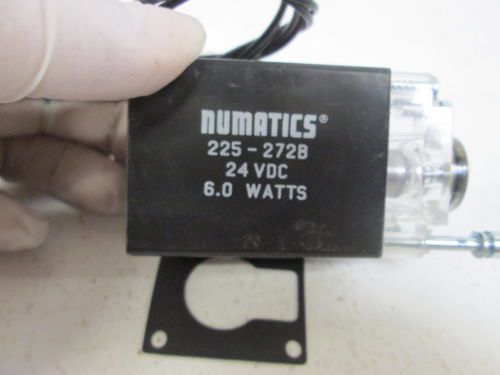 numatics®
225-272B
24 VDC
6.0 WATTS